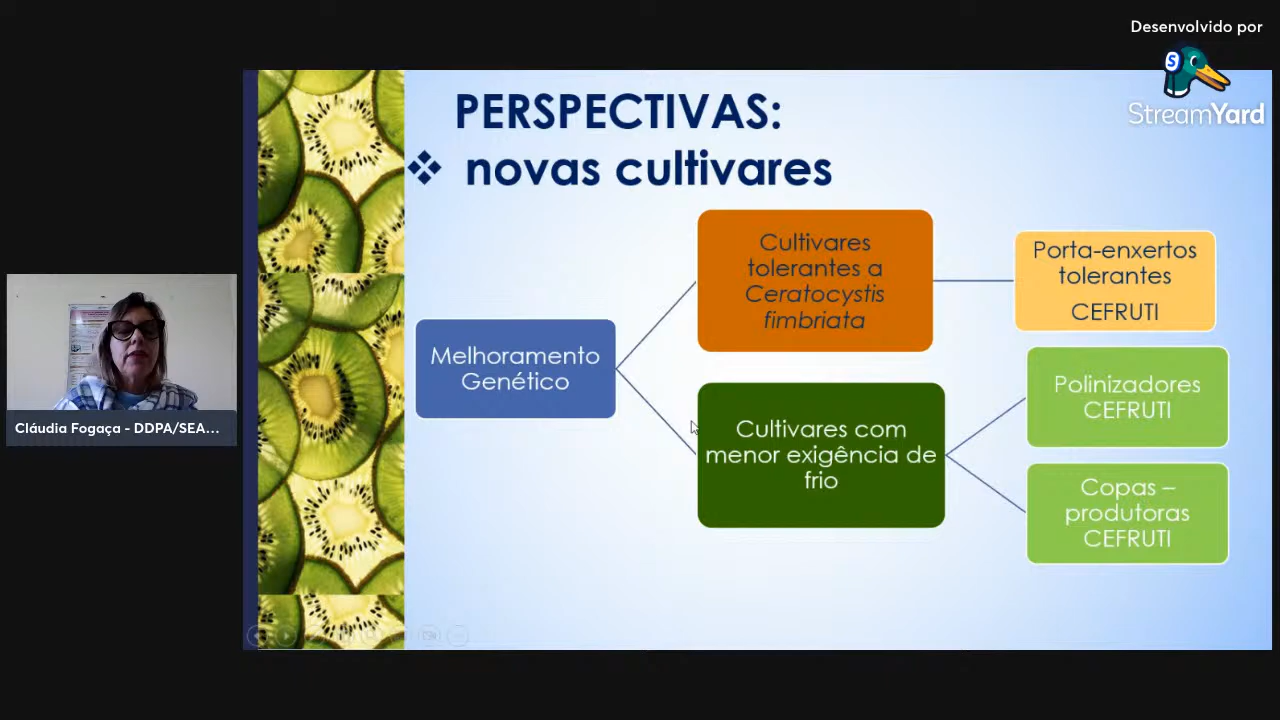 Desenvolvido por
StreamYard
PERSPECTIVAS:
❖ novas cultivares
Cultivares
tolerantes a
Ceratocystis
fimbriata
Porta-enxertos
tolerantes
CEFRUTI
Melhoramento
Genético
Polinizadores
CEFRUTI
Cultivares com
menor exigência de
frio
Copas –
produtoras
CEFRUTI
Cláudia Fogaça - DDPA/SEA...